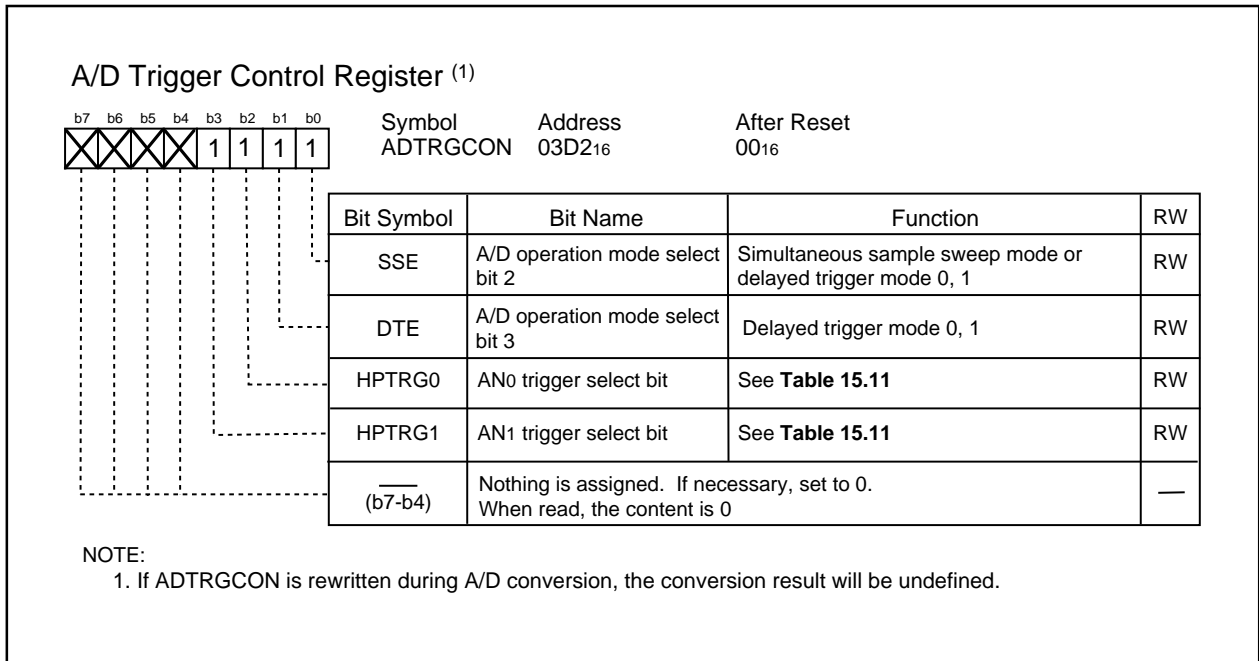 A/D Trigger Control Register (1)
b7 b6 b5 b4 b3 b2 b1 b0
1 1 1 1
Symbol Address After Reset
ADTRGCON 03D216 0016
Bit Symbol Bit Name Function RW
SSE A/D operation mode select bit 2 Simultaneous sample sweep mode or delayed trigger mode 0, 1 RW
DTE A/D operation mode select bit 3 Delayed trigger mode 0, 1 RW
HPTRG0 AN0 trigger select bit See Table 15.11 RW
HPTRG1 AN1 trigger select bit See Table 15.11 RW
(b7-b4) Nothing is assigned. If necessary, set to 0. When read, the content is 0 —
NOTE:
1. If ADTRGCON is rewritten during A/D conversion, the conversion result will be undefined.